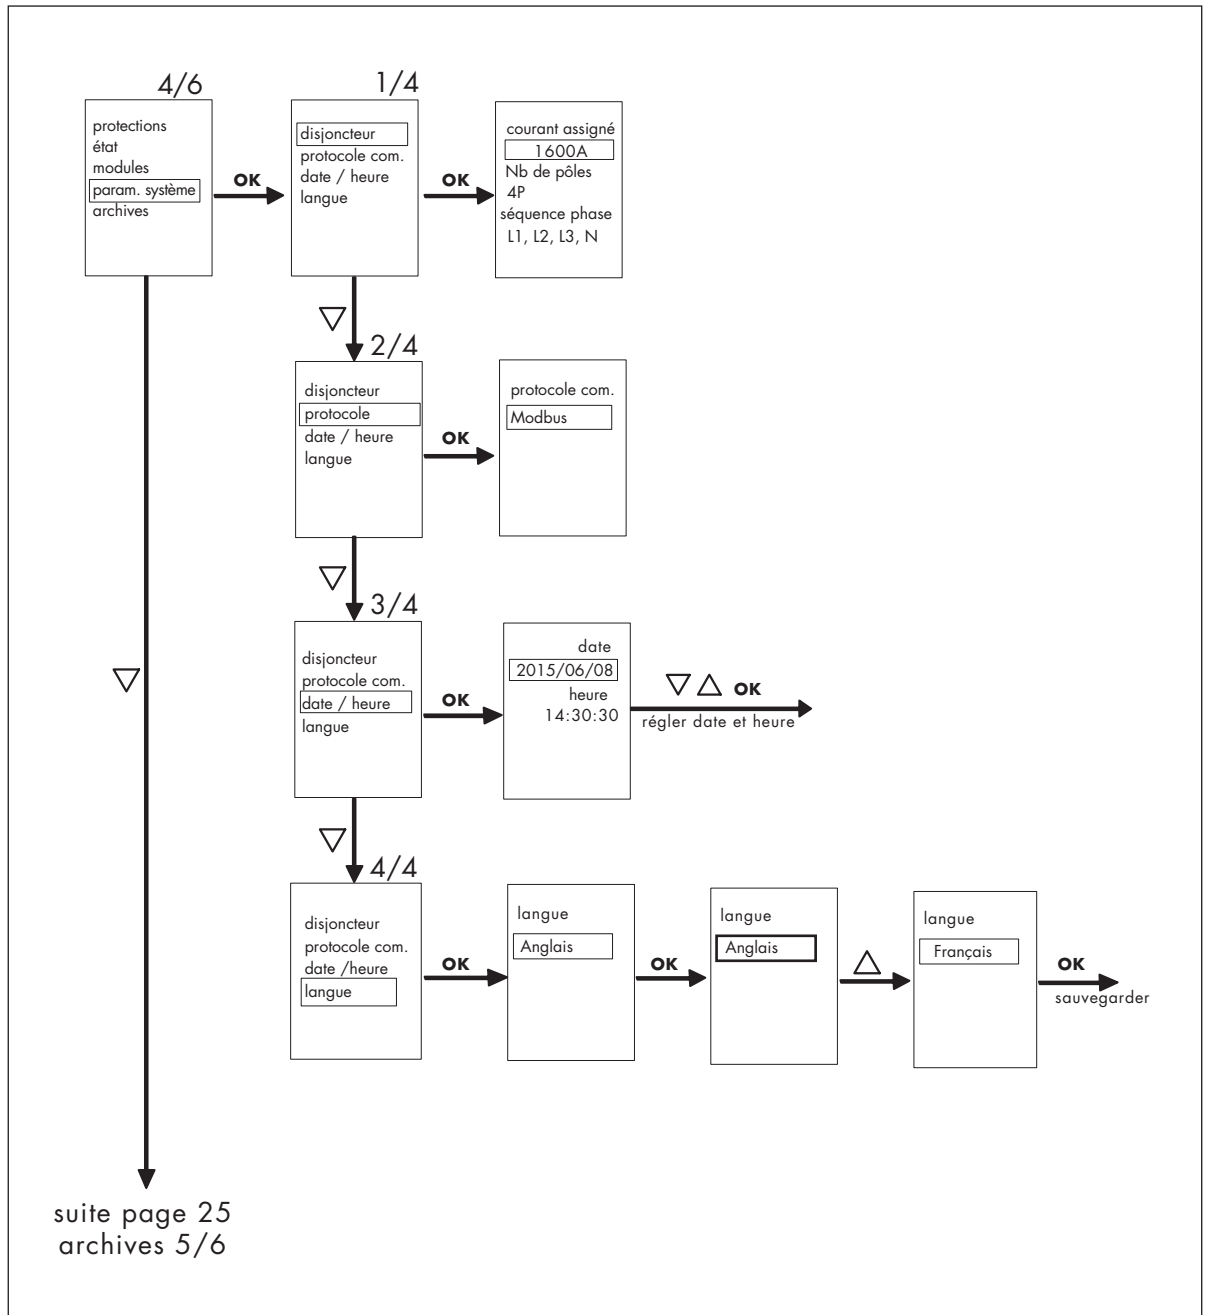 4/6
protections
état
modules
param. système
archives
OK
1/4
disjoncteur
protocole com.
date / heure
langue
OK
courant assigné
1600A
Nb de pôles
4P
séquence phase
L1, L2, L3, N
2/4
disjoncteur
protocole
date / heure
langue
OK
protocole com.
Modbus
3/4
disjoncteur
protocole com.
date / heure
langue
OK
date
2015/06/08
heure
14:30:30
OK
régler date et heure
4/4
disjoncteur
protocole com.
date /heure
langue
OK
langue
Anglais
OK
langue
Anglais
langue
Français
OK
sauvegarder
suite page 25
archives 5/6